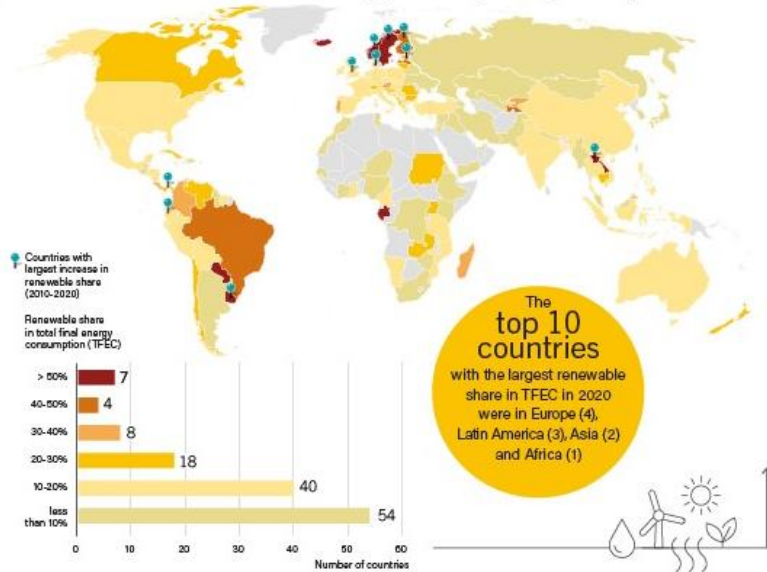 Countries with
largest increase in
renewable share
(2010-2020)
Renewable share
in total final energy
consumption (TFEC)
> 50% 7
40-50% 4
30-40% 8
20-30% 18
10-20% 40
less
than 10% 54
0 10 20 30 40 50 60
Number of countries
The
top 10
countries
with the largest renewable
share in TFEC in 2020
were in Europe (4),
Latin America (3), Asia (2)
and Africa (1)